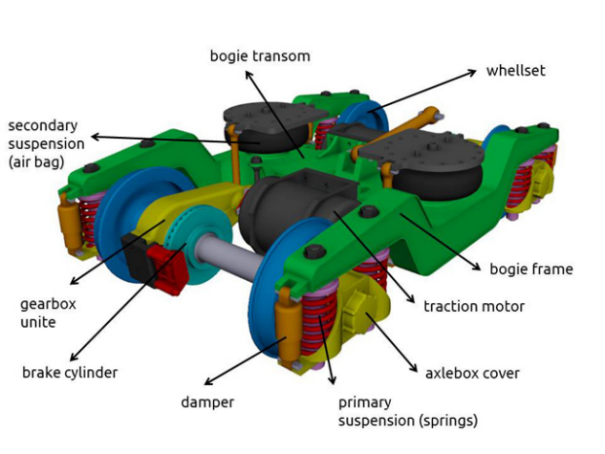 bogie transom
whellset
secondary
suspension
(air bag)
bogie frame
gearbox
unite
traction motor
brake cylinder
axlebox cover
damper
primary
suspension (springs)